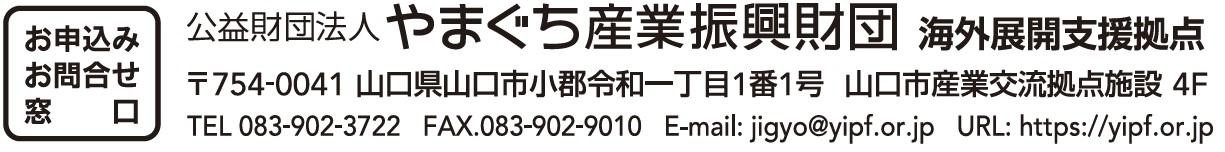 お申込み
お問合せ
窓 口
公益財団法人 やまぐち産業振興財団 海外展開支援拠点
〒754-0041 山口県山口市小郡令和一丁目1番1号 山口市産業交流拠点施設 4F
TEL 083-902-3722 FAX.083-902-9010 E-mail: jigyo@yipf.or.jp URL: https://yipf.or.jp